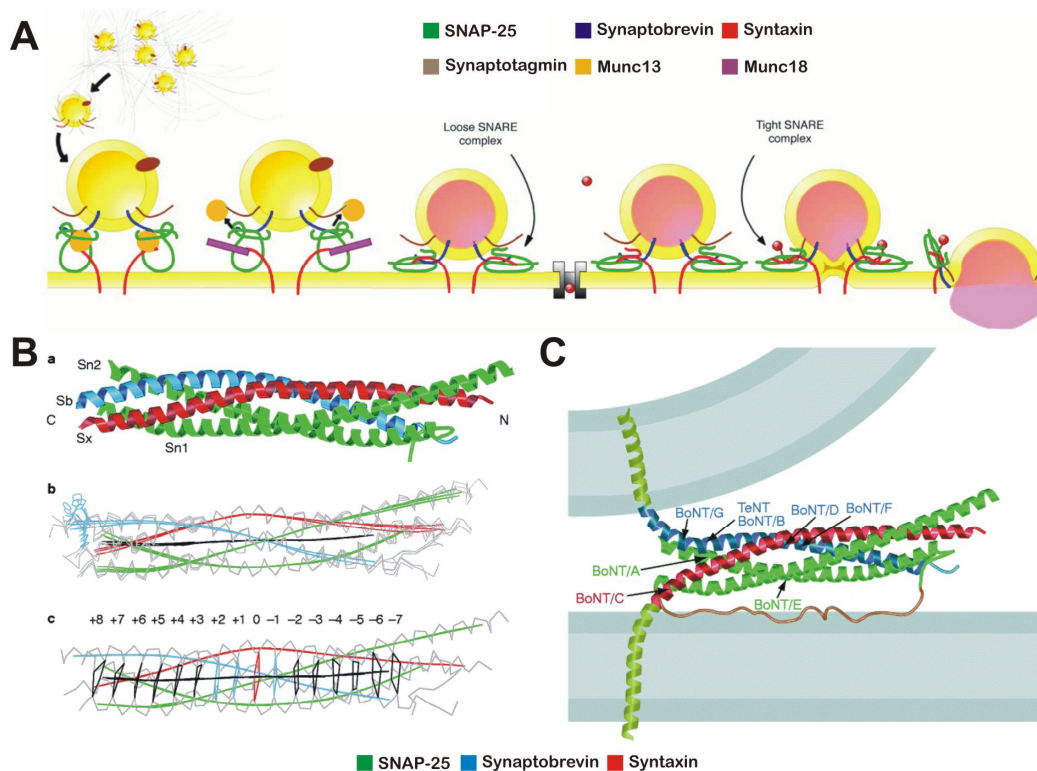 A
SNAP-25 Synaptobrevin Syntaxin
Synaptotagmin Munc13 Munc18
Loose SNARE
complex
Tight SNARE
complex
B
a
Sn2
Sb
C
N
Sx
Sn1
b
c
+8 +7 +6 +5 +4 +3 +2 +1 0 −1 −2 −3 −4 −5 −6 −7
C
BoNT/G
TeNT
BoNT/B
BoNT/D
BoNT/F
BoNT/A
BoNT/C
BoNT/E
SNAP-25 Synaptobrevin Syntaxin